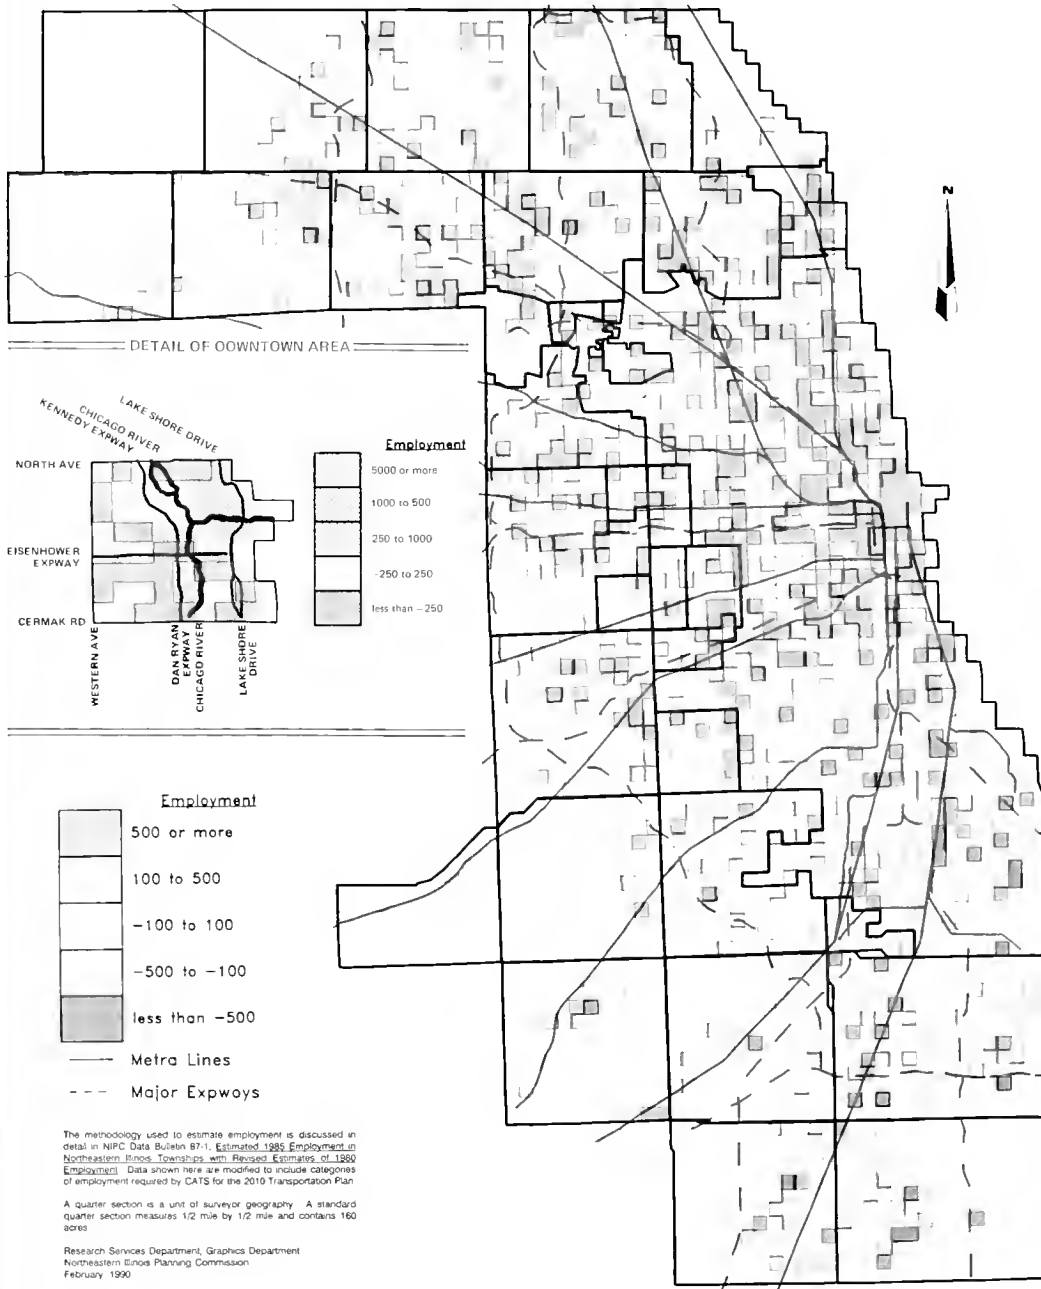 N
DETAIL OF DOWNTOWN AREA
LAKE SHORE DRIVE
CHICAGO RIVER
KENNEDY EXPWAY
NORTH AVE
EISENHOWER
EXPWAY
CERMAK RD
WESTERN AVE
DAN RYAN
EXPWAY
CHICAGO RIVER
LAKE SHORE
DRIVE
Employment
5000 or more
1000 to 500
250 to 1000
-250 to 250
less than -250
Employment
500 or more
100 to 500
-100 to 100
-500 to -100
less than -500
Metra Lines
Major Expwoys
The methodology used to estimate employment is discussed in
detail in NIPC Data Bulletin 87-1, Estimated 1985 Employment in
Northeastern Illinois Townships with Revised Estimates of 1980
Employment Data shown here are modified to include categories
of employment required by CATS for the 2010 Transportation Plan
A quarter section is a unit of surveyor geography A standard
quarter section measures 1/2 mile by 1/2 mile and contains 160
acres
Research Services Department, Graphics Department
Northeastern Illinois Planning Commission
February 1990